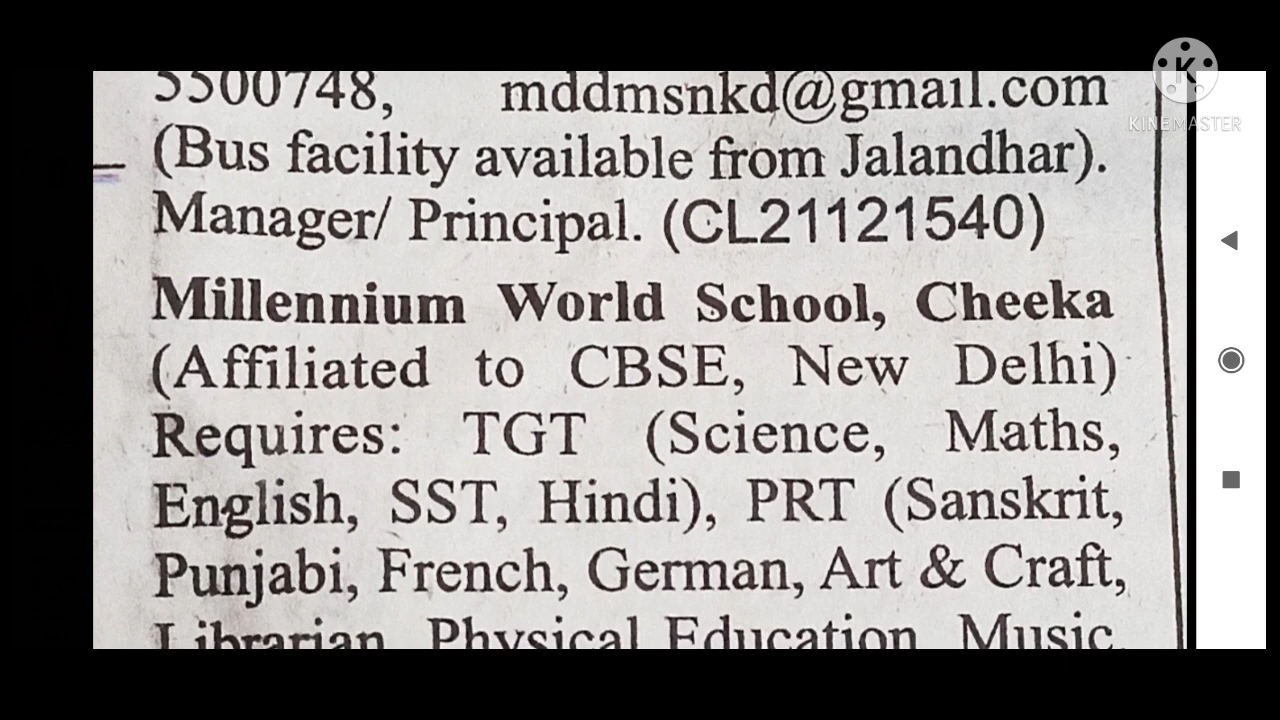 5500748, mddmsnkd@gmail.com
(Bus facility available from Jalandhar).
Manager/ Principal. (CL21121540)
Millennium World School, Cheeka
(Affiliated to CBSE, New Delhi)
Requires: TGT (Science, Maths,
English, SST, Hindi), PRT (Sanskrit,
Punjabi, French, German, Art & Craft,
Librarian, Physical Education, Music,
K
KINEMASTER